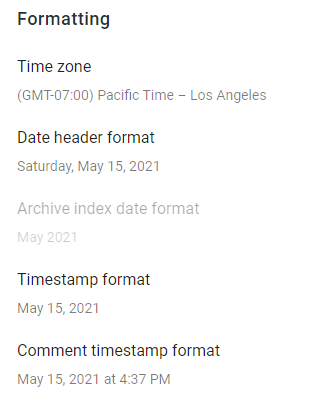 Formatting
Time zone
(GMT-07:00) Pacific Time – Los Angeles
Date header format
Saturday, May 15, 2021
Archive index date format
May 2021
Timestamp format
May 15, 2021
Comment timestamp format
May 15, 2021 at 4:37 PM